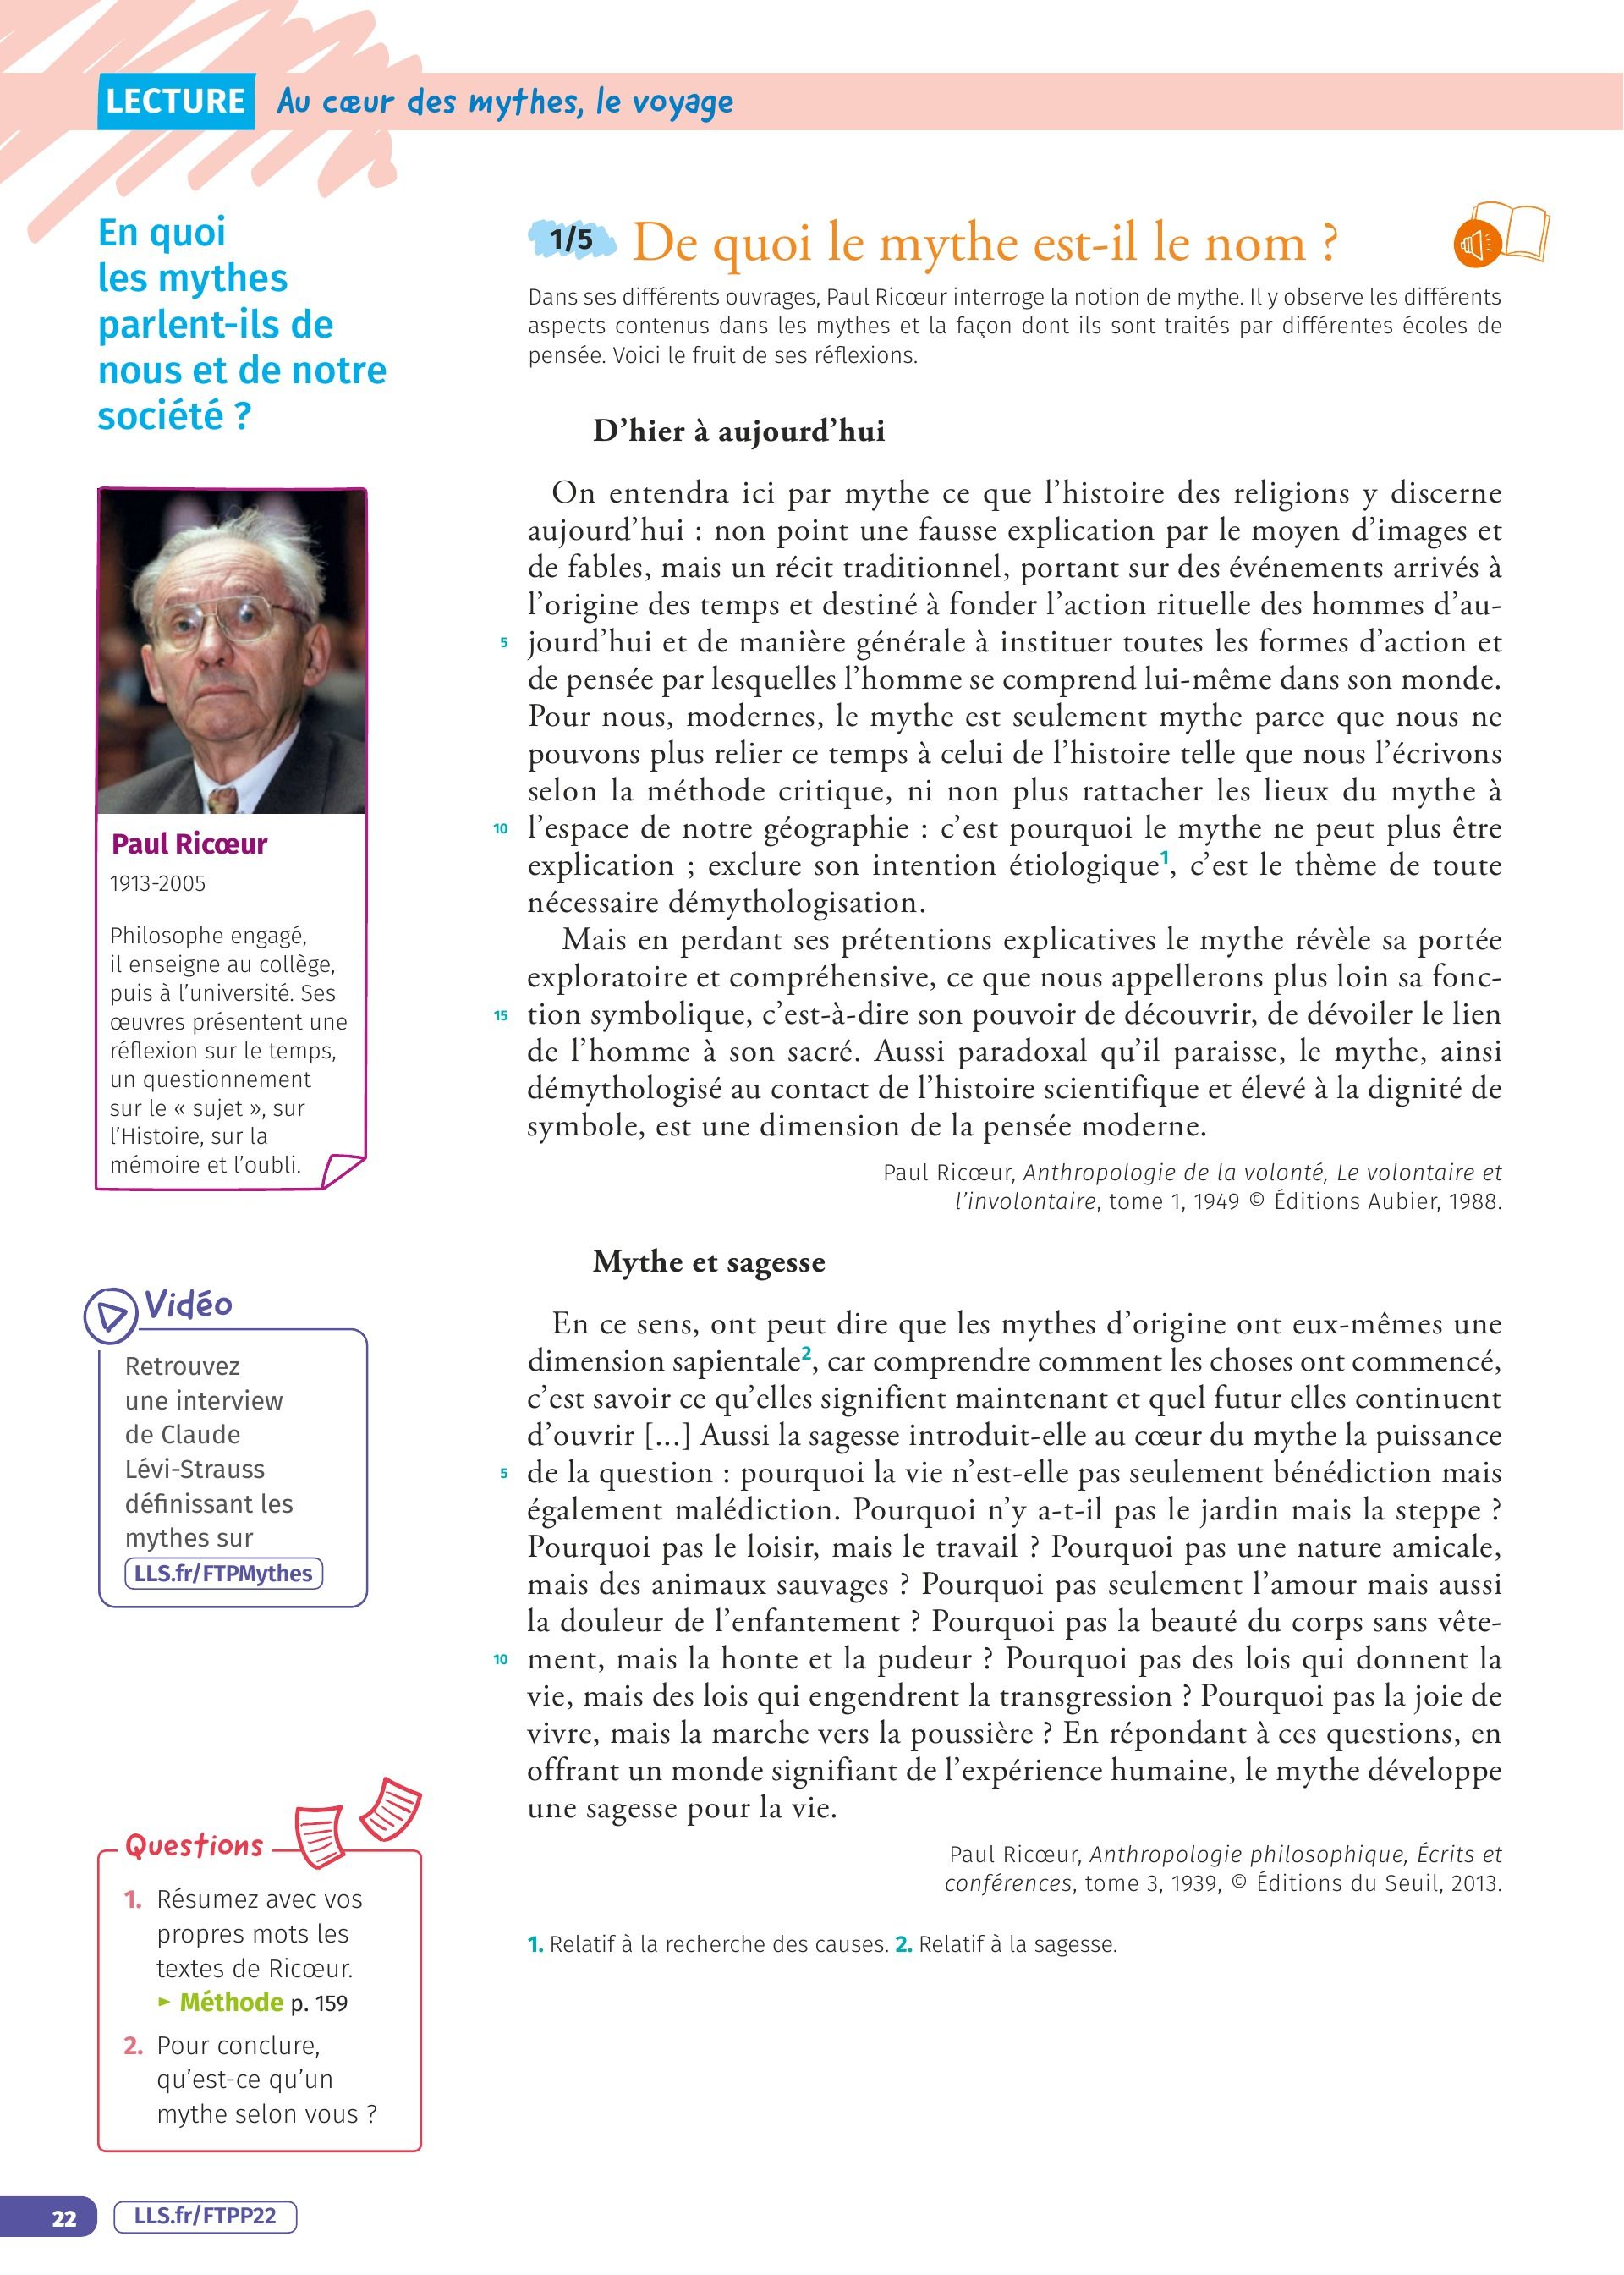 LECTURE Au cœur des mythes, le voyage
En quoi
les mythes
parlent-ils de
nous et de notre
société ?
Paul Ricœur
1913-2005
Philosophe engagé,
il enseigne au collège,
puis à l’université. Ses
œuvres présentent une
réflexion sur le temps,
un questionnement
sur le « sujet », sur
l’Histoire, sur la
mémoire et l’oubli.
Vidéo
Retrouvez
une interview
de Claude
Lévi-Strauss
définissant les
mythes sur
LLS.fr/FTPMythes
Questions
1. Résumez avec vos
propres mots les
textes de Ricœur.
► Méthode p. 159
2. Pour conclure,
qu’est-ce qu’un
mythe selon vous ?
1/5 De quoi le mythe est-il le nom ?
Dans ses différents ouvrages, Paul Ricœur interroge la notion de mythe. Il y observe les différents
aspects contenus dans les mythes et la façon dont ils sont traités par différentes écoles de
pensée. Voici le fruit de ses réflexions.
D’hier à aujourd’hui
On entendra ici par mythe ce que l’histoire des religions y discerne
aujourd’hui : non point une fausse explication par le moyen d’images et
de fables, mais un récit traditionnel, portant sur des événements arrivés à
l’origine des temps et destiné à fonder l’action rituelle des hommes d’au-
5 jourd’hui et de manière générale à instituer toutes les formes d’action et
de pensée par lesquelles l’homme se comprend lui-même dans son monde.
Pour nous, modernes, le mythe est seulement mythe parce que nous ne
pouvons plus relier ce temps à celui de l’histoire telle que nous l’écrivons
selon la méthode critique, ni non plus rattacher les lieux du mythe à
10 l’espace de notre géographie : c’est pourquoi le mythe ne peut plus être
explication ; exclure son intention étiologique1, c’est le thème de toute
nécessaire démythologisation.
Mais en perdant ses prétentions explicatives le mythe révèle sa portée
exploratoire et compréhensive, ce que nous appellerons plus loin sa fonc-
15 tion symbolique, c’est-à-dire son pouvoir de découvrir, de dévoiler le lien
de l’homme à son sacré. Aussi paradoxal qu’il paraisse, le mythe, ainsi
démythologisé au contact de l’histoire scientifique et élevé à la dignité de
symbole, est une dimension de la pensée moderne.
Paul Ricœur, Anthropologie de la volonté, Le volontaire et
l’involontaire, tome 1, 1949 © Éditions Aubier, 1988.
Mythe et sagesse
En ce sens, ont peut dire que les mythes d’origine ont eux-mêmes une
dimension sapientale2, car comprendre comment les choses ont commencé,
c’est savoir ce qu’elles signifient maintenant et quel futur elles continuent
d’ouvrir [...] Aussi la sagesse introduit-elle au cœur du mythe la puissance
5 de la question : pourquoi la vie n’est-elle pas seulement bénédiction mais
également malédiction. Pourquoi n’y a-t-il pas le jardin mais la steppe ?
Pourquoi pas le loisir, mais le travail ? Pourquoi pas une nature amicale,
mais des animaux sauvages ? Pourquoi pas seulement l’amour mais aussi
la douleur de l’enfantement ? Pourquoi pas la beauté du corps sans vête-
10 ment, mais la honte et la pudeur ? Pourquoi pas des lois qui donnent la
vie, mais des lois qui engendrent la transgression ? Pourquoi pas la joie de
vivre, mais la marche vers la poussière ? En répondant à ces questions, en
offrant un monde signifiant de l’expérience humaine, le mythe développe
une sagesse pour la vie.
Paul Ricœur, Anthropologie philosophique, Écrits et
conférences, tome 3, 1939, © Éditions du Seuil, 2013.
1. Relatif à la recherche des causes. 2. Relatif à la sagesse.
22 LLS.fr/FTPP22